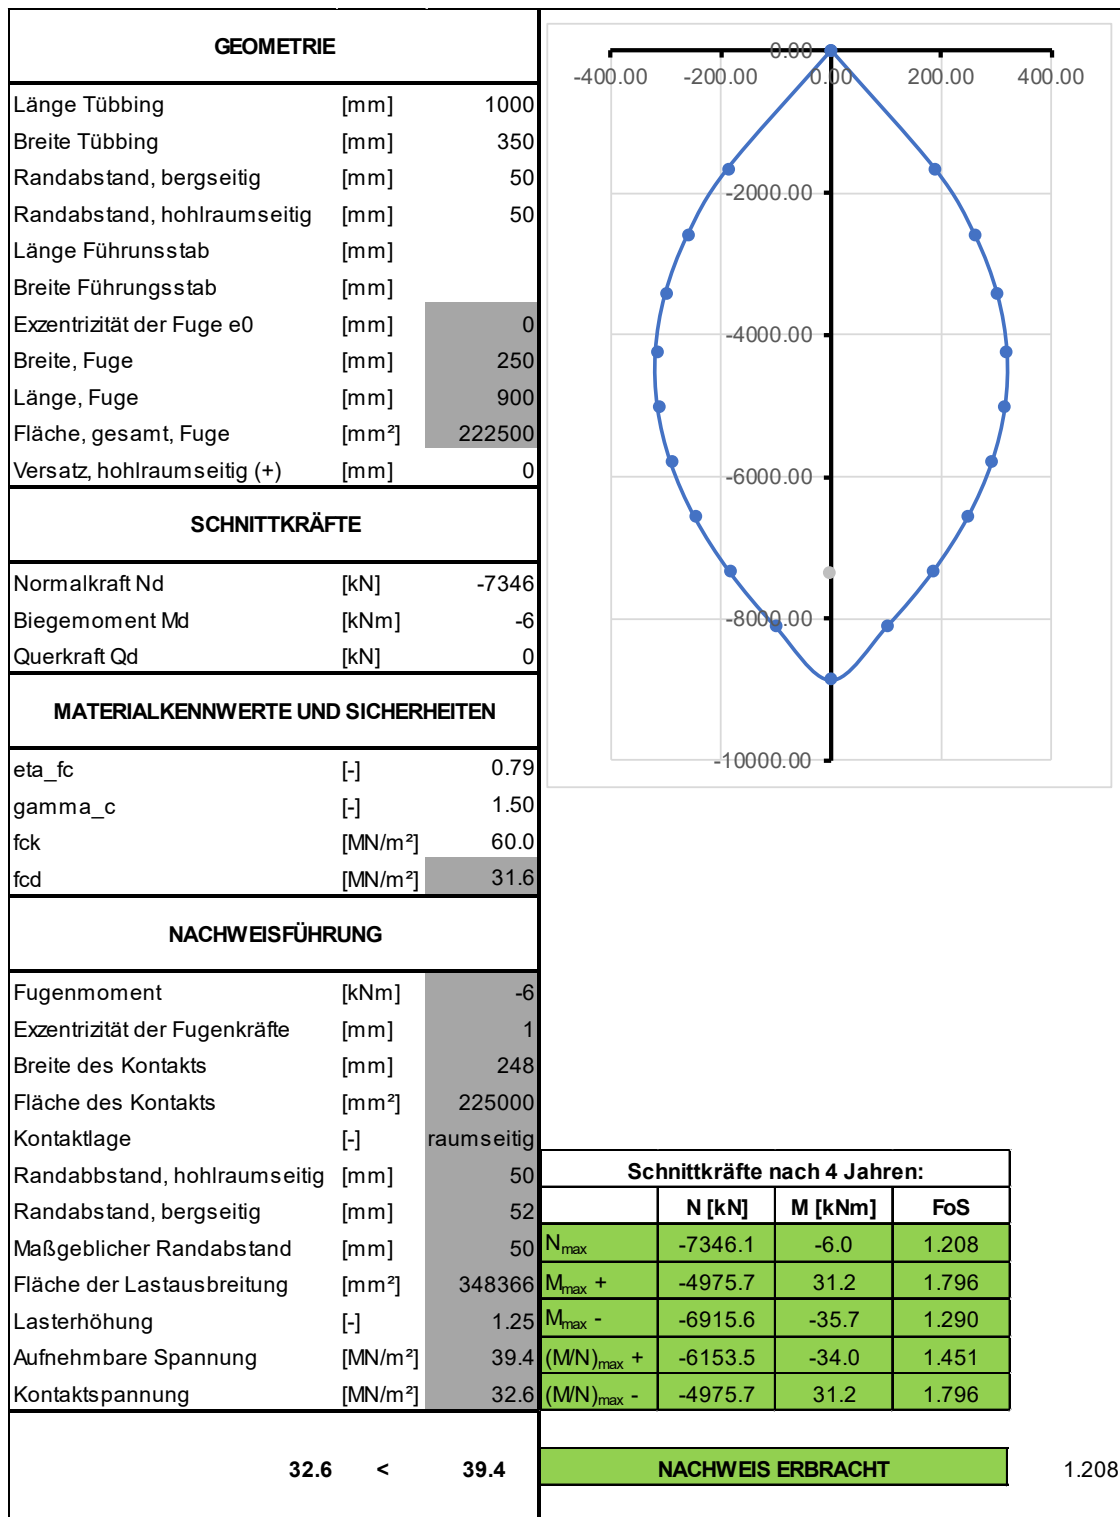 GEOMETRIE
Länge Tübbing [mm] 1000
Breite Tübbing [mm] 350
Randabstand, bergseitig [mm] 50
Randabstand, hohlraumseitig [mm] 50
Länge Führunsstab [mm]
Breite Führungsstab [mm]
Exzentrizität der Fuge e0 [mm] 0
Breite, Fuge [mm] 250
Länge, Fuge [mm] 900
Fläche, gesamt, Fuge [mm²] 222500
Versatz, hohlraumseitig (+) [mm] 0
SCHNITTKRÄFTE
Normalkraft Nd [kN] -7346
Biegemoment Md [kNm] -6
Querkraft Qd [kN] 0
MATERIALKENNWERTE UND SICHERHEITEN
eta_fc [-] 0.79
gamma_c [-] 1.50
fck [MN/m²] 60.0
fcd [MN/m²] 31.6
NACHWEISFÜHRUNG
Fugenmoment [kNm] -6
Exzentrizität der Fugenkräfte [mm] 1
Breite des Kontakts [mm] 248
Fläche des Kontakts [mm²] 225000
Kontaktlage [-] raumseitig
Randabbstand, hohlraumseitig [mm] 50
Randabstand, bergseitig [mm] 52
Maßgeblicher Randabstand [mm] 50
Fläche der Lastausbreitung [mm²] 348366
Lasterhöhung [-] 1.25
Aufnehmbare Spannung [MN/m²] 39.4
Kontaktspannung [MN/m²] 32.6
32.6 < 39.4
0.00
-400.00 -200.00 0.00 200.00 400.00
-2000.00
-4000.00
-6000.00
-8000.00
-10000.00
Schnittkräfte nach 4 Jahren:
N [kN] M [kNm] FoS
Nmax -7346.1 -6.0 1.208
Mmax + -4975.7 31.2 1.796
Mmax - -6915.6 -35.7 1.290
(M/N)max + -6153.5 -34.0 1.451
(M/N)max - -4975.7 31.2 1.796
NACHWEIS ERBRACHT 1.208